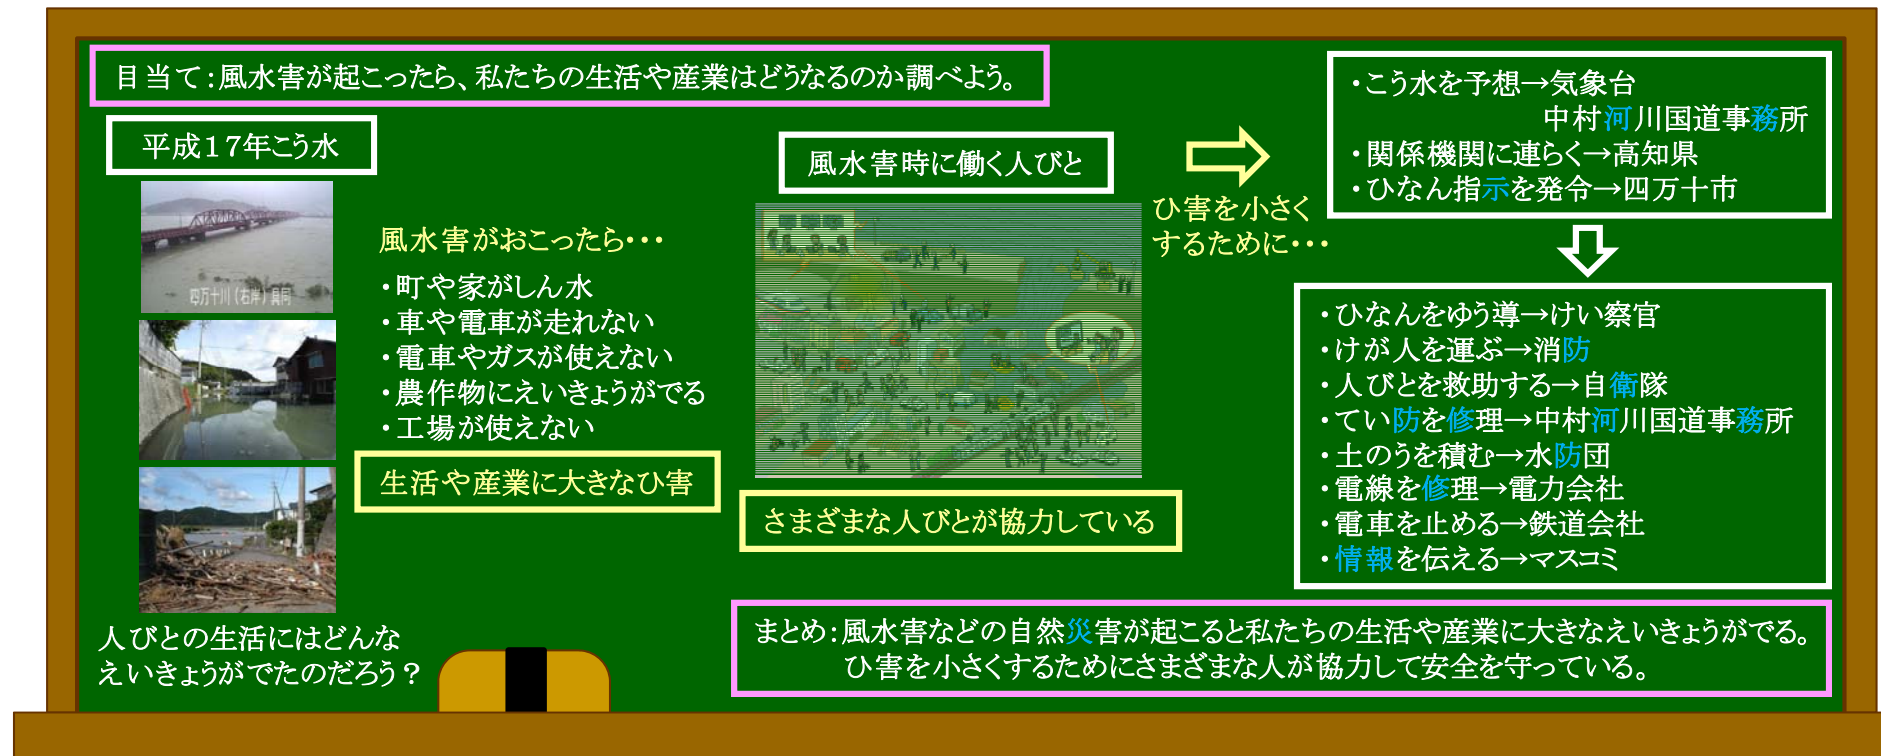 目当て:風水害が起こったら、私たちの生活や産業はどうなるのか調べよう。
平成17年こう水
四万十川(右岸)具同
人びとの生活にはどんな
えいきょうがでたのだろう?
風水害がおこったら・・・
・町や家がしん水
・車や電車が走れない
・電車やガスが使えない
・農作物にえいきょうがでる
・工場が使えない
生活や産業に大きなひ害
風水害時に働く人びと
さまざまな人びとが協力している
ひ害を小さく
するために・・・
・こう水を予想→気象台
中村河川国道事務所
・関係機関に連らく→高知県
・ひなん指示を発令→四万十市
・ひなんをゆう導→けい察官
・けが人を運ぶ→消防
・人びとを救助する→自衛隊
・てい防を修理→中村河川国道事務所
・土のうを積む→水防団
・電線を修理→電力会社
・電車を止める→鉄道会社
・情報を伝える→マスコミ
まとめ:風水害などの自然災害が起こると私たちの生活や産業に大きなえいきょうがでる。
ひ害を小さくするためにさまざまな人が協力して安全を守っている。